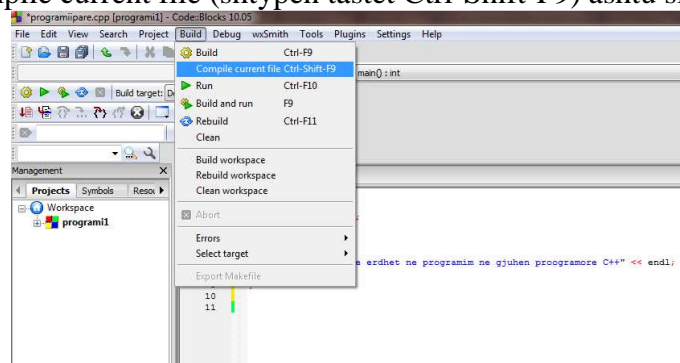 mpile current file (shtypen tastet Ctrl-Shift-F9) ashtu si
*programiipare.cpp [programi1] - Code::Blocks 10.05
File Edit View Search Project Build Debug wxSmith Tools Plugins Settings Help
Build Ctrl-F9
Compile current file Ctrl-Shift-F9
main() : int
Run Ctrl-F10
Build target: D
Build and run F9
Rebuild Ctrl-F11
Clean
Build workspace
Rebuild workspace
Clean workspace
Management
Projects Symbols Resou
Workspace
programi1
Abort
Errors
Select target
e erdhet ne programim ne gjuhen proogramore C++" << endl;
Export Makefile
10
11